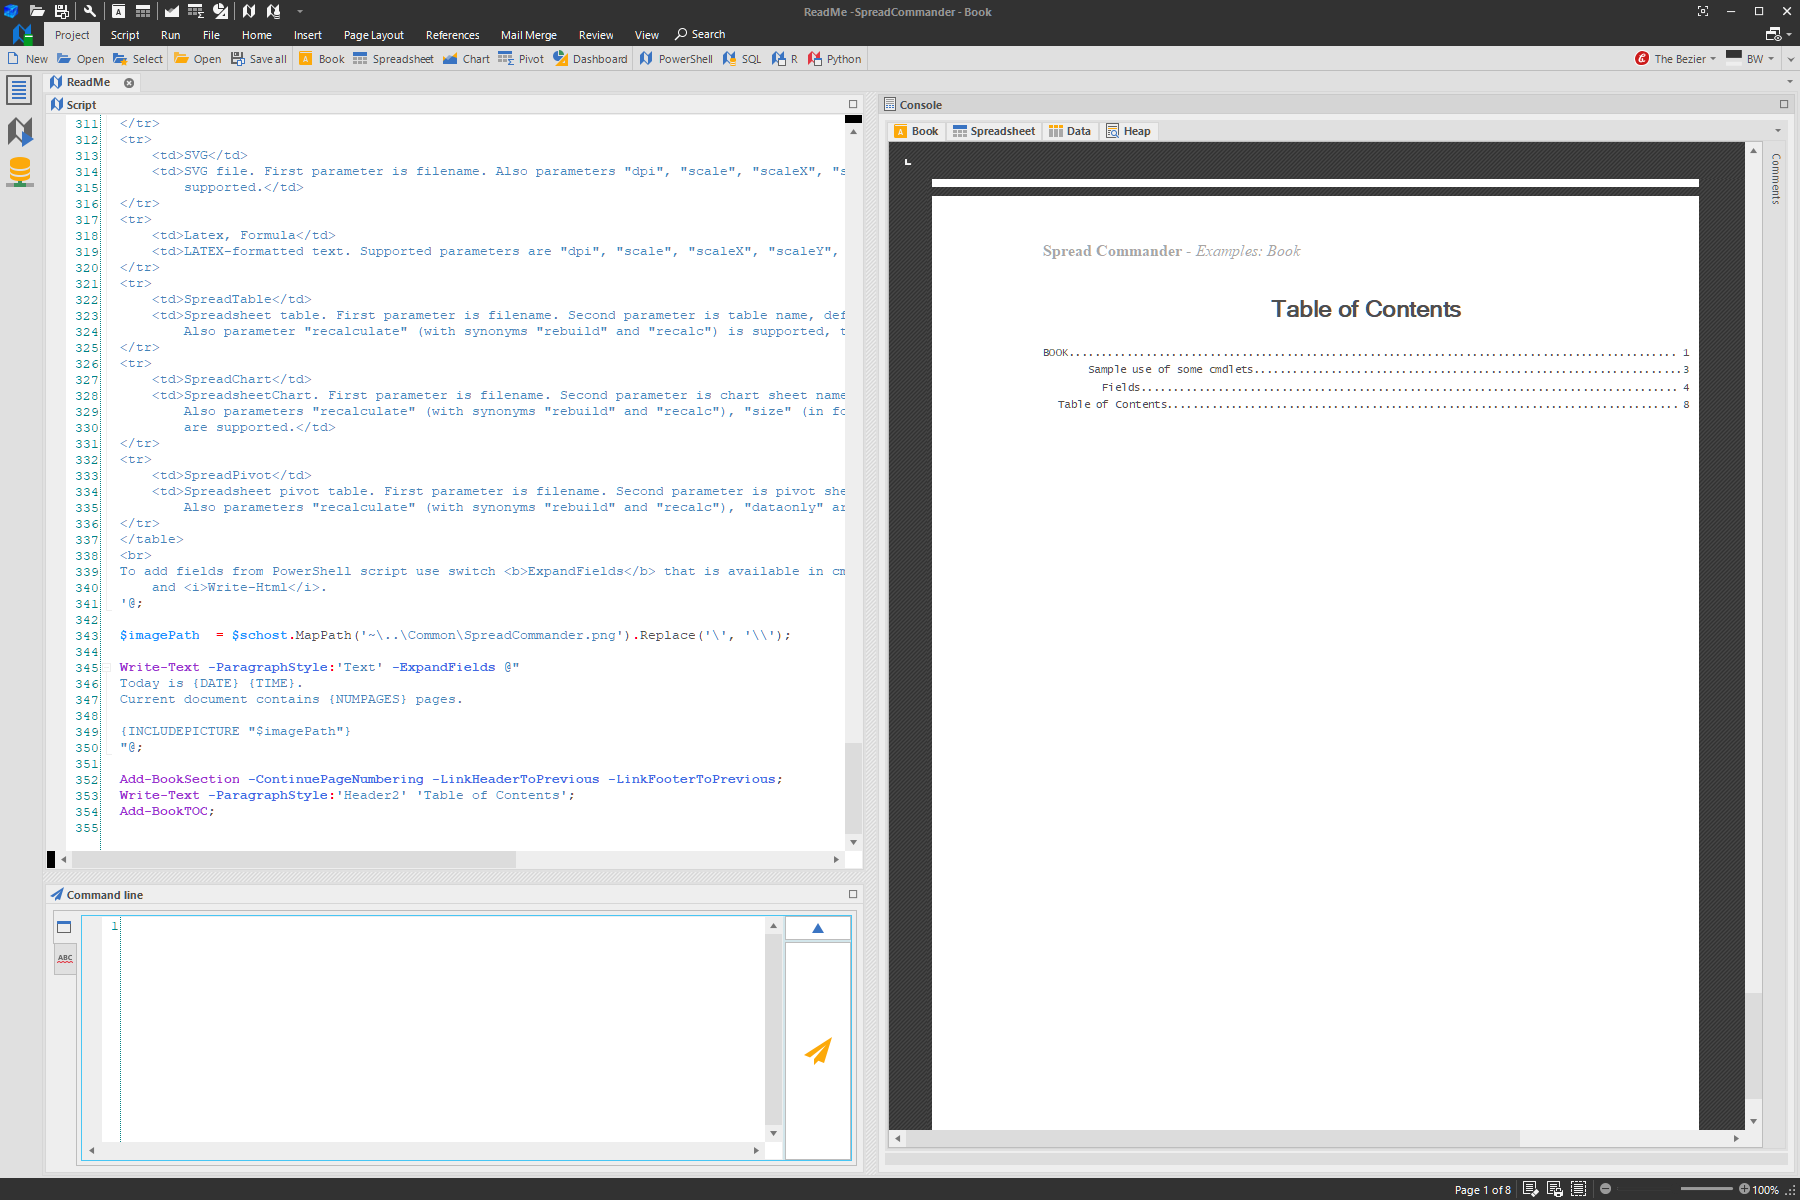 ReadMe -SpreadCommander - Book
Project Script Run File Home Insert Page Layout References Mail Merge Review View Search
New Open Select Open Save all Book Spreadsheet Chart Pivot Dashboard PowerShell SQL R Python The Bezier BW
ReadMe
Script
311 </tr>
312 <tr>
313 <td>SVG</td>
314 <td>SVG file. First parameter is filename. Also parameters "dpi", "scale", "scaleX", "s
315 supported.</td>
316 </tr>
317 <tr>
318 <td>Latex, Formula</td>
319 <td>LATEX-formatted text. Supported parameters are "dpi", "scale", "scaleX", "scaleY",
320 </tr>
321 <tr>
322 <td>SpreadTable</td>
323 <td>Spreadsheet table. First parameter is filename. Second parameter is table name, def
324 Also parameter "recalculate" (with synonyms "rebuild" and "recalc") is supported, t
325 </tr>
326 <tr>
327 <td>SpreadChart</td>
328 <td>SpreadsheetChart. First parameter is filename. Second parameter is chart sheet name
329 Also parameters "recalculate" (with synonyms "rebuild" and "recalc"), "size" (in fo
330 are supported.</td>
331 </tr>
332 <tr>
333 <td>SpreadPivot</td>
334 <td>Spreadsheet pivot table. First parameter is filename. Second parameter is pivot she
335 Also parameters "recalculate" (with synonyms "rebuild" and "recalc"), "dataonly" ar
336 </tr>
337 </table>
338 <br>
339 To add fields from PowerShell script use switch <b>ExpandFields</b> that is available in cm
340 and <i>Write-Html</i>.
341 '@;
342
343 $imagePath  = $schost.MapPath('~\..\Common\SpreadCommander.png').Replace('\', '\\');
344
345 Write-Text -ParagraphStyle:'Text' -ExpandFields @"
346 Today is {DATE} {TIME}.
347 Current document contains {NUMPAGES} pages.
348
349 {INCLUDEPICTURE "$imagePath"}
350 "@;
351
352 Add-BookSection -ContinuePageNumbering -LinkHeaderToPrevious -LinkFooterToPrevious;
353 Write-Text -ParagraphStyle:'Header2' 'Table of Contents';
354 Add-BookTOC;
355
Command line
ABC
1
Console
Book Spreadsheet Data Heap
Comments
Spread Commander - Examples: Book
Table of Contents
BOOK 1
Sample use of some cmdlets 3
Fields 4
Table of Contents 8
Page 1 of 8 100%